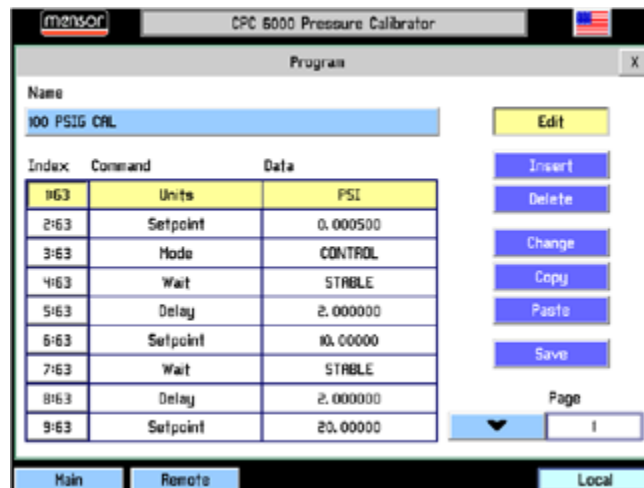 mensor CPC 6000 Pressure Calibrator
Program X
Name
100 PSIG CAL
Edit
Index Command Data
Insert
1:63 Units PSI
Delete
2:63 Setpoint 0.000500
3:63 Mode CONTROL
Change
4:63 Wait STABLE
Copy
5:63 Delay 2.000000
Paste
6:63 Setpoint 10.00000
7:63 Wait STABLE
Save
8:63 Delay 2.000000
Page
9:63 Setpoint 20.00000
1
Main Remote Local